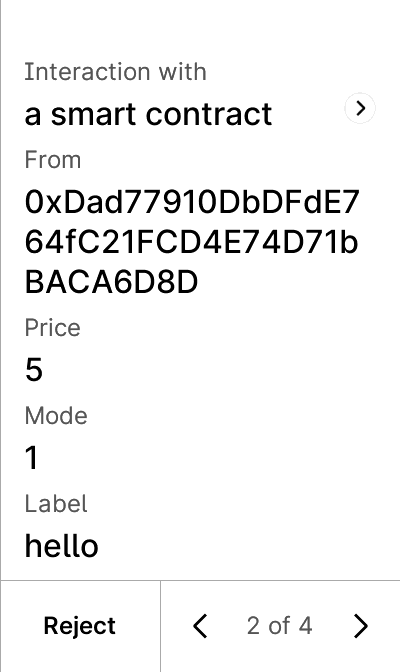 Interaction with
a smart contract
From
0xDad77910DbDFdE7
64fC21FCD4E74D71b
BACA6D8D
Price
5
Mode
1
Label
hello
Reject
2 of 4